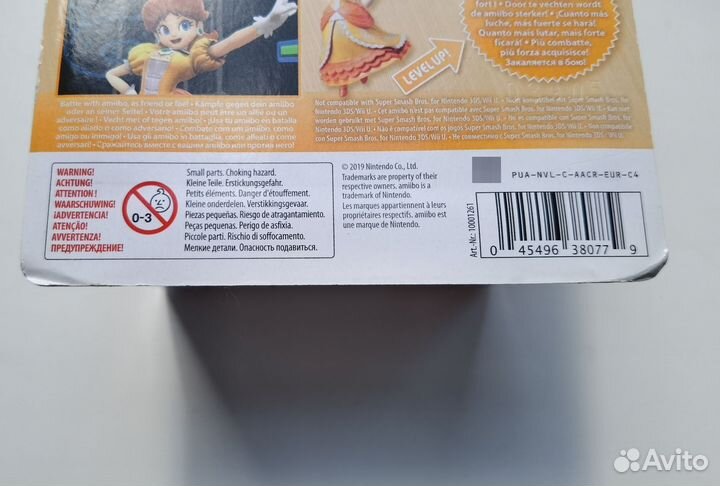 fort ! • Door te vechten wordt
de amiibo sterker! • ¡Cuanto más
luche, más fuerte se hará!
Quanto mais lutar, mais forte
ficará! • Più combatte,
più forza acquisisce!
Закаляется в бою!
LEVEL UP!
Battle with amiibo, as friend or foe! • Kämpfe gegen dein amiibo
oder an seiner Seite! • Votre amiibo peut être un allié ou un
adversaire ! • Vecht met of tegen amiibo! • ¡Usa tu amiibo en batalla
como aliado o como adversario! • Combate com um amiibo, como
amigo ou inimigo! • Usa gli amiibo in battaglia, come alleati o come
avversari! • Сражайтесь вместе с вашим amiibo или против него!
Not compatible with Super Smash Bros. for Nintendo 3DS/Wii U. • Nicht kompatibel mit Super Smash Bros. for
Nintendo 3DS/Wii U. • Cet amiibo n'est pas compatible avec Super Smash Bros. for Nintendo 3DS/Wii U. • Kan niet
worden gebruikt met Super Smash Bros. for Nintendo 3DS/Wii U. • No es compatible con Super Smash Bros. for
Nintendo 3DS/Wii U. • Não é compatível com os jogos Super Smash Bros. for Nintendo 3DS/Wii U. • Non compatibile
con Super Smash Bros. for Nintendo 3DS/Wii U.
WARNING! Small parts. Choking hazard.
ACHTUNG! Kleine Teile. Erstickungsgefahr.
ATTENTION ! Petits éléments. Danger d'étouffement.
WAARSCHUWING! Kleine onderdelen. Verstikkingsgevaar.
¡ADVERTENCIA! Piezas pequeñas. Riesgo de atragantamiento.
ATENÇÃO! Peças pequenas. Perigo de asfixia.
AVVERTENZA! Piccole parti. Rischio di soffocamento.
ПРЕДУПРЕЖДЕНИЕ! Мелкие детали. Опасность подавиться.
0-3
© 2019 Nintendo Co., Ltd.
Trademarks are property of their
respective owners. amiibo is a
trademark of Nintendo.
Les marques appartiennent à leurs
propriétaires respectifs. amiibo est
une marque de Nintendo.
PUA-NVL-C-AACR-EUR-C4
Art.-Nr.: 10001261
0 45496 38077 9
Avito